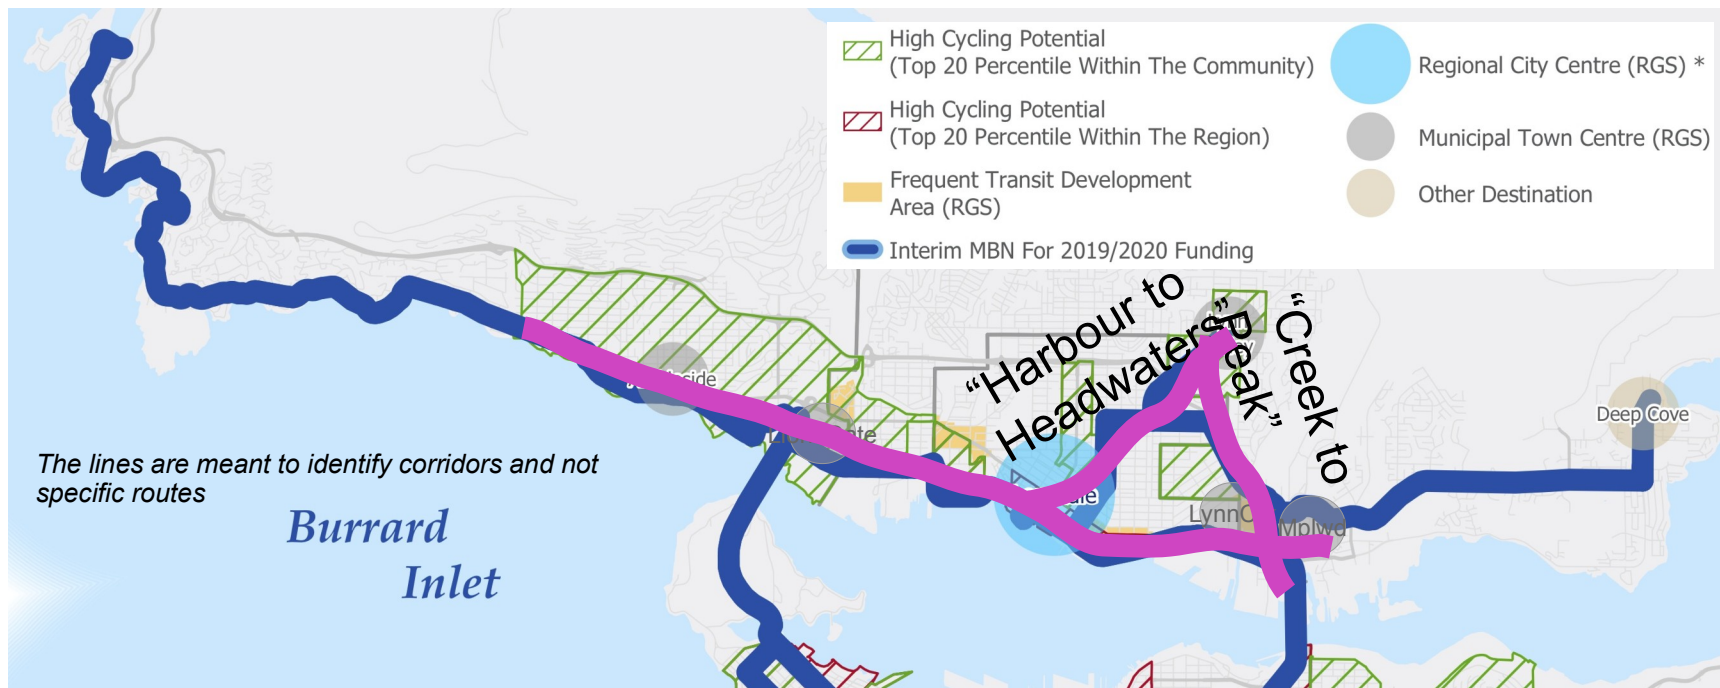 High Cycling Potential
(Top 20 Percentile Within The Community)
High Cycling Potential
(Top 20 Percentile Within The Region)
Frequent Transit Development
Area (RGS)
Interim MBN For 2019/2020 Funding
Regional City Centre (RGS) *
Municipal Town Centre (RGS)
Other Destination
“Harbour to
Headwaters”
“Creek to
Peak”
Deep Cove
LynnC
Mplwd
The lines are meant to identify corridors and not
specific routes
Burrard
Inlet